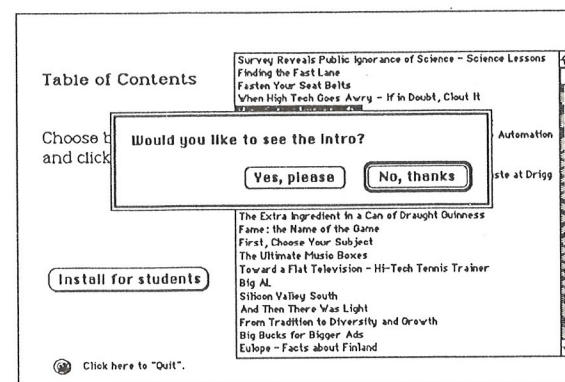 Table of Contents
Choose b
and click
Survey Reveals Public Ignorance of Science - Science Lessons
Finding the Fast Lane
Fasten Your Seat Belts
When High Tech Goes Awry - If in Doubt, Clout It
Automation
ste at Drigg
Would you like to see the Intro?
Yes, please
No, thanks
The Extra Ingredient in a Can of Draught Guinness
Fame: the Name of the Game
First, Choose Your Subject
The Ultimate Music Boxes
Toward a Flat Television - Hi-Tech Tennis Trainer
Big AL
Silicon Valley South
And Then There Was Light
From Tradition to Diversity and Growth
Big Bucks for Bigger Ads
Eulope - Facts about Finland
Install for students
Click here to "Quit".